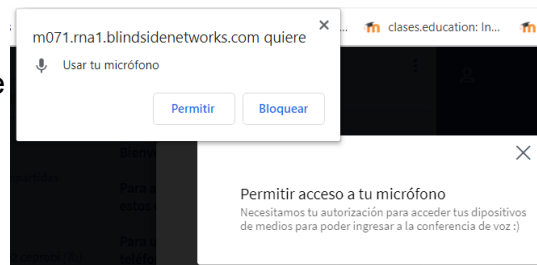 m071.rna1.blindsidenetworks.com quiere
Usar tu micrófono
Permitir
Bloquear
clases.education: In...
e
Permitir acceso a tu micrófono
Necesitamos tu autorización para acceder tus dipositivos
de medios para poder ingresar a la conferencia de voz :)
Para
estos
Para